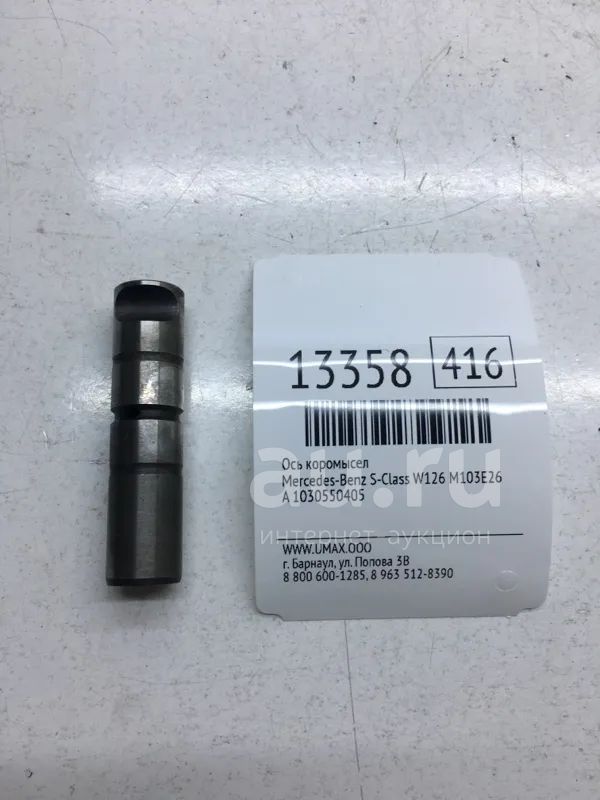 13358 416
Ось коромысел
Mercedes-Benz S-Class W126 M103E26
A 1030550405
au.ru
интернет аукцион
WWW.UMAX.OOO
г. Барнаул, ул. Попова 3В
8 800 600-1285, 8 963 512-8390